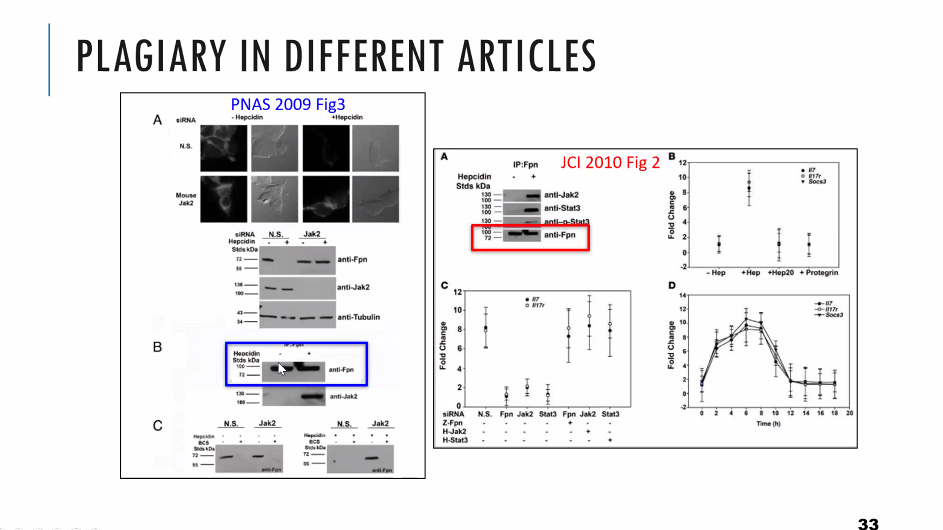 PLAGIARY IN DIFFERENT ARTICLES
PNAS 2009 Fig3
A
siRNA
- Hepcidin
+Hepcidin
N.S.
Mouse
Jak2
siRNA N.S. Jak2
Hepcidin - + - +
Stds kDa
72
55
anti-Fpn
130
100
anti-Jak2
43
34
anti-Tubulin
B
IP:Fpn
Hepcidin - +
Stds kDa
100
72
anti-Fpn
130
100
anti-Jak2
C
N.S. Jak2
Hepcidin - - - -
BCS - + - +
Stds kDa
72
55
anti-Fpn
N.S. Jak2
Hepcidin + + + +
BCS - + - +
Stds kDa
72
55
anti-Fpn
JCI 2010 Fig 2
A
IP:Fpn
Hepcidin - +
Stds kDa
130
100
anti-Jak2
130
100
anti-Stat3
130
anti-p-Stat3
100
72
anti-Fpn
B
Fold Change
12
10
8
6
4
2
0
-2
Il7
Il17r
Socs3
– Hep +Hep +Hep20 + Protegrin
C
Fold Change
12
10
8
6
4
2
0
Il7
Il17r
siRNA N.S. Fpn Jak2 Stat3 Fpn Jak2 Stat3
Z-Fpn - - - - + - -
H-Jak2 - - - - - + -
H-Stat3 - - - - - - +
D
Fold Change
14
12
10
8
6
4
2
0
-2
Il7
Il17r
Socs3
0 2 4 6 8 10 12 14 16 18 20
Time (h)
33